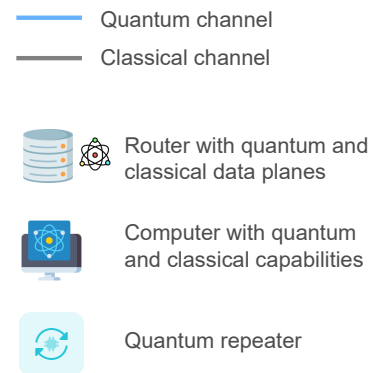 Quantum channel
Classical channel
Router with quantum and
classical data planes
Computer with quantum
and classical capabilities
Quantum repeater